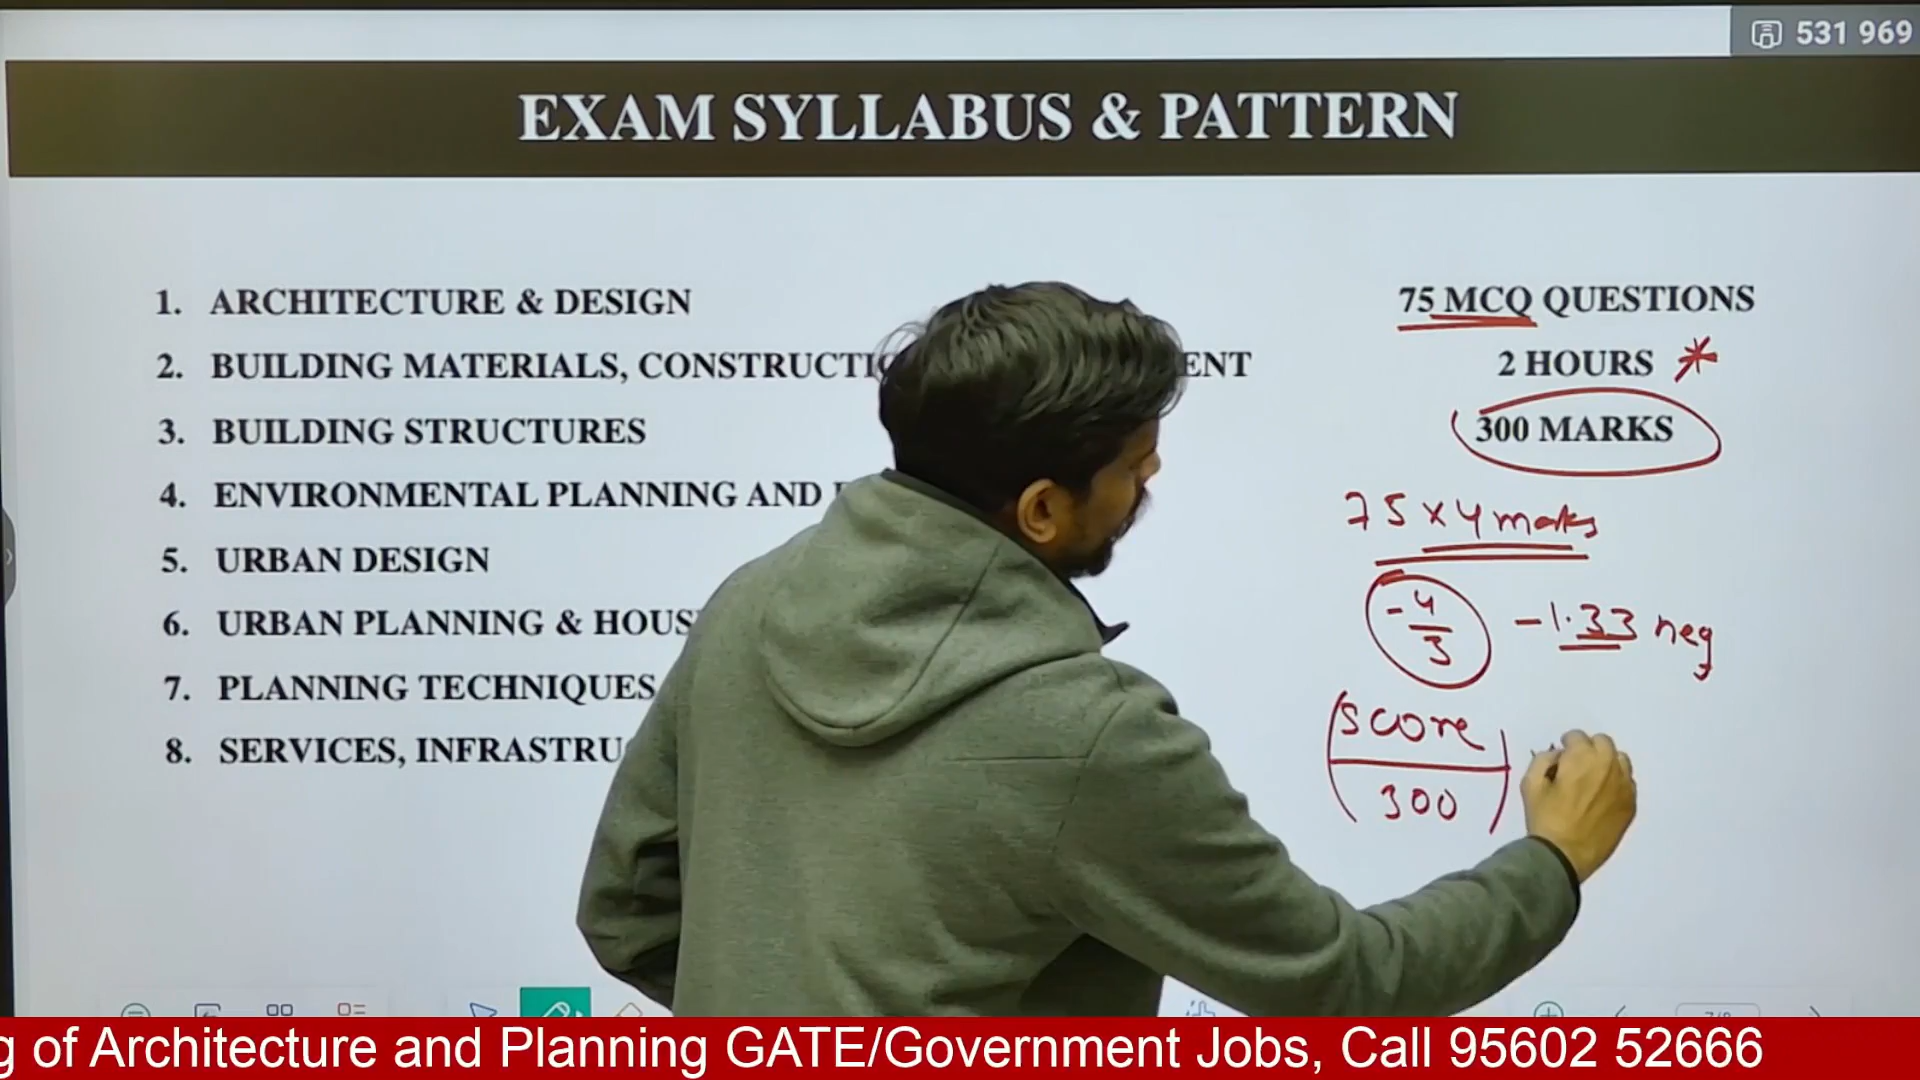 531 969
EXAM SYLLABUS & PATTERN
1. ARCHITECTURE & DESIGN
2. BUILDING MATERIALS, CONSTRUCTI
3. BUILDING STRUCTURES
4. ENVIRONMENTAL PLANNING AND
5. URBAN DESIGN
6. URBAN PLANNING & HOUS
7. PLANNING TECHNIQUES
8. SERVICES, INFRASTRU
75 MCQ QUESTIONS
2 HOURS *
300 MARKS
75 x 4 marks
-4/3 -1.33 neg
(score
300)
g of Architecture and Planning GATE/Government Jobs, Call 95602 52666